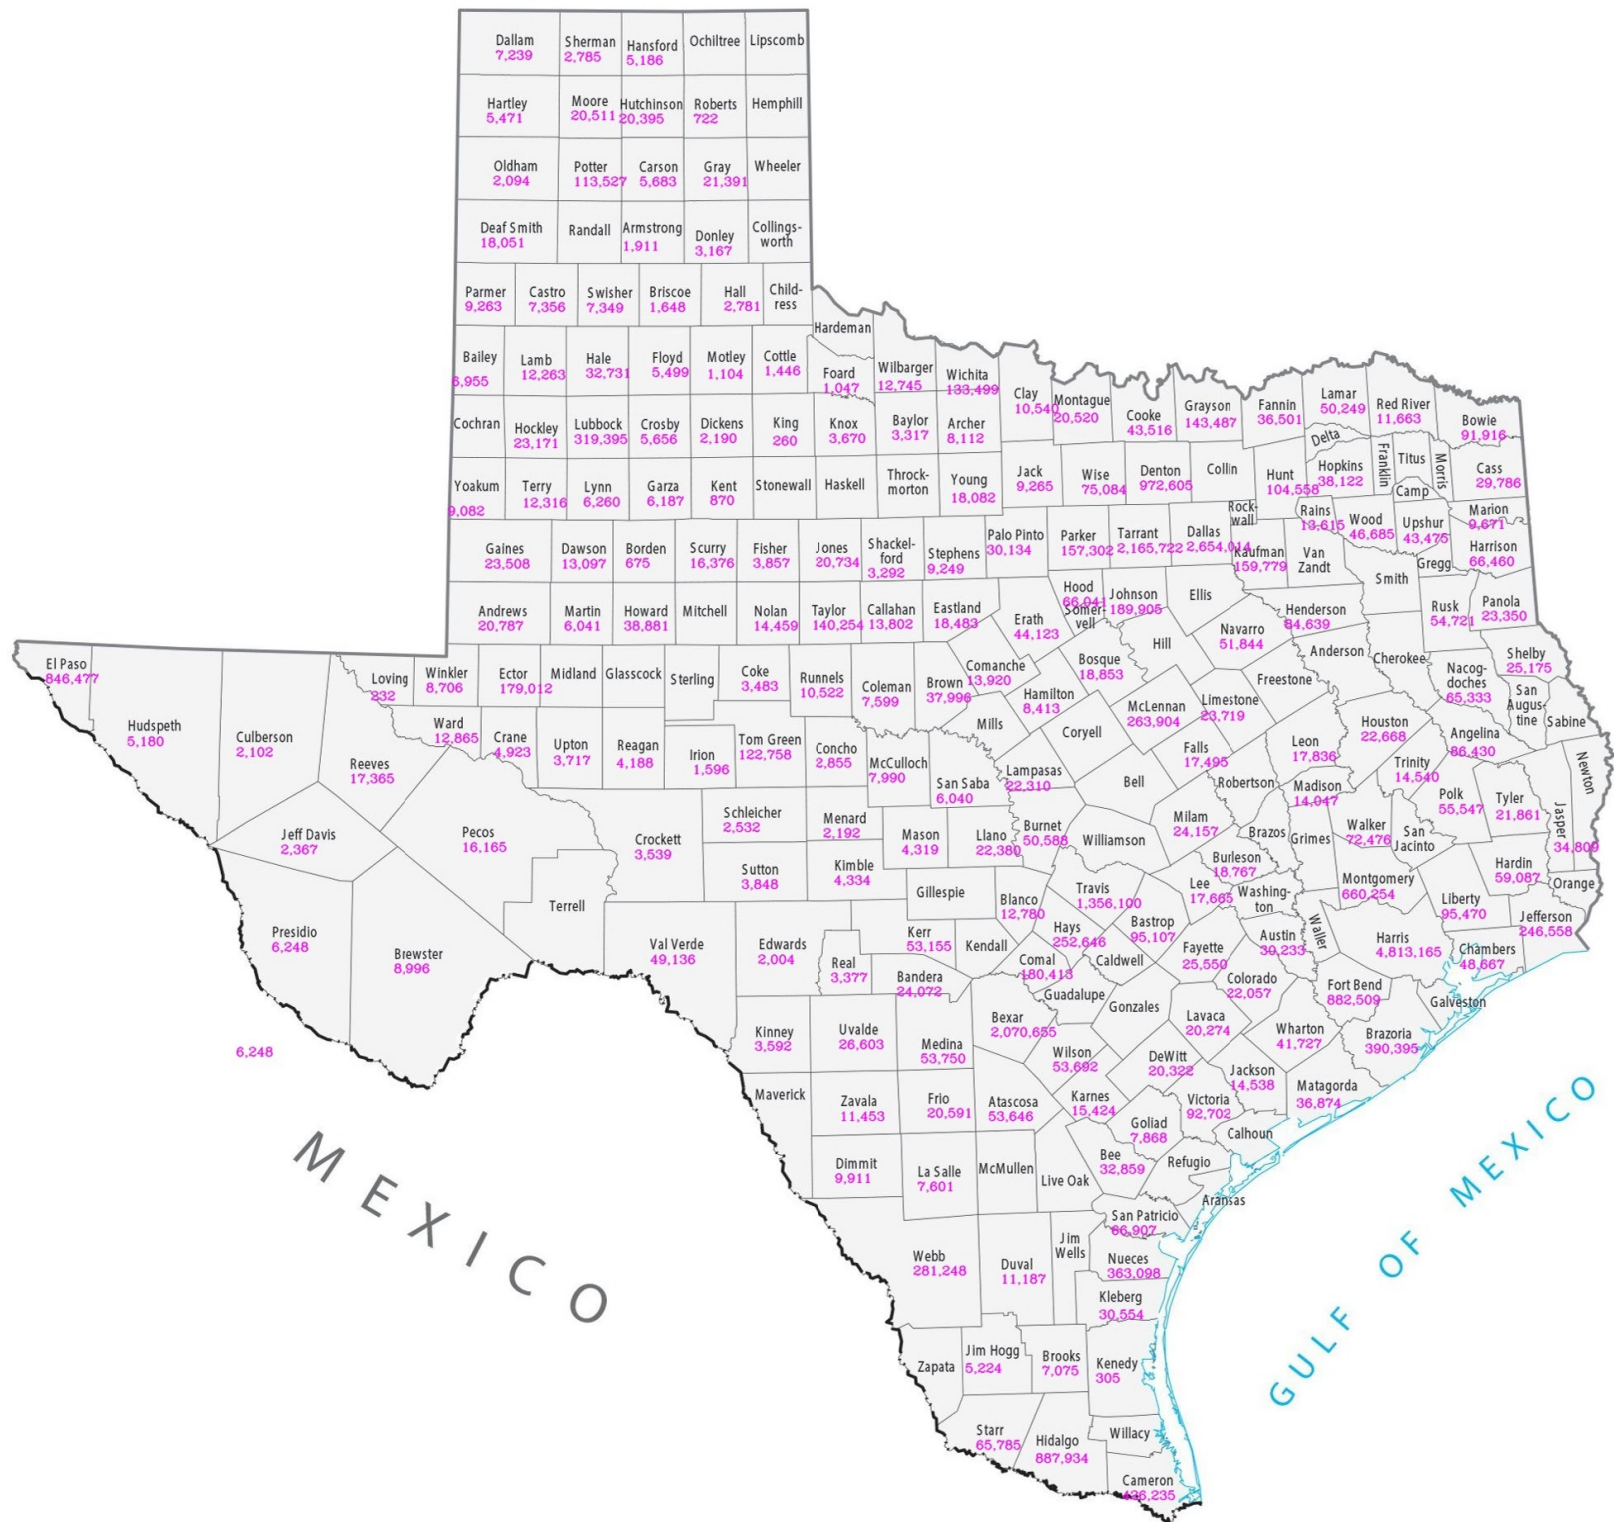 Dallam
7,239
Sherman
2,785
Hansford
5,186
Ochiltree
Lipscomb
Hartley
5,471
Moore
20,511
Hutchinson
20,395
Roberts
722
Hemphill
Oldham
2,094
Potter
113,527
Carson
5,683
Gray
21,391
Wheeler
Deaf Smith
18,051
Randall
Armstrong
1,911
Donley
3,167
Collings-
worth
Parmer
9,263
Castro
7,356
Swisher
7,349
Briscoe
1,648
Hall
2,781
Child-
ress
Hardeman
Bailey
6,955
Lamb
12,263
Hale
32,731
Floyd
5,499
Motley
1,104
Cottle
1,446
Foard
1,047
Wilbarger
12,745
Wichita
133,499
Clay
10,540
Montague
20,520
Cooke
43,516
Grayson
143,487
Fannin
36,501
Lamar
50,249
Red River
11,663
Bowie
91,916
Cochran
Hockley
23,171
Lubbock
319,395
Crosby
5,656
Dickens
2,190
King
260
Knox
3,670
Baylor
3,317
Archer
8,112
Delta
Yoakum
9,082
Terry
12,316
Lynn
6,260
Garza
6,187
Kent
870
Stonewall
Haskell
Throck-
morton
Young
18,082
Jack
9,265
Wise
75,084
Denton
972,605
Collin
Hunt
104,558
Hopkins
38,122
Franklin
Titus
Morris
Camp
Cass
29,786
Rock-
wall
Rains
13,615
Wood
46,685
Upshur
43,475
Marion
9,671
Gaines
23,508
Dawson
13,097
Borden
675
Scurry
16,376
Fisher
3,857
Jones
20,734
Shackel-
ford
3,292
Stephens
9,249
Palo Pinto
30,134
Parker
157,302
Tarrant
2,165,722
Dallas
2,654,014
Kaufman
159,779
Van
Zandt
Smith
Gregg
Harrison
66,460
Andrews
20,787
Martin
6,041
Howard
38,881
Mitchell
Nolan
14,459
Taylor
140,254
Callahan
13,802
Eastland
18,483
Erath
44,123
Hood
66,041
Somer-
vell
Johnson
189,905
Ellis
Navarro
51,844
Henderson
84,639
Rusk
54,721
Panola
23,350
El Paso
846,477
Hudspeth
5,180
Culberson
2,102
Reeves
17,365
Loving
232
Winkler
8,706
Ector
179,012
Midland
Glasscock
Sterling
Coke
3,483
Runnels
10,522
Coleman
7,599
Brown
37,996
Comanche
13,920
Hamilton
8,413
Bosque
18,853
Hill
McLennan
263,904
Limestone
23,719
Freestone
Anderson
Cherokee
Nacog-
doches
65,333
Shelby
25,175
San
Augus-
tine
Sabine
Ward
12,865
Crane
4,923
Upton
3,717
Reagan
4,188
Irion
1,596
Tom Green
122,758
Concho
2,855
McCulloch
7,990
San Saba
6,040
Mills
Lampasas
22,310
Coryell
Bell
Falls
17,495
Robertson
Leon
17,836
Houston
22,668
Trinity
14,540
Angelina
86,430
Newton
Jeff Davis
2,367
Pecos
16,165
Crockett
3,539
Schleicher
2,532
Menard
2,192
Mason
4,319
Llano
22,380
Burnet
50,588
Williamson
Milam
24,157
Brazos
Madison
14,047
Grimes
Walker
72,476
San
Jacinto
Polk
55,547
Tyler
21,861
Jasper
34,809
Sutton
3,848
Kimble
4,334
Gillespie
Blanco
12,780
Travis
1,356,100
Lee
17,665
Burleson
18,767
Washing-
ton
Montgomery
660,254
Liberty
95,470
Hardin
59,087
Orange
Jefferson
246,558
Presidio
6,248
Brewster
8,996
Terrell
Val Verde
49,136
Edwards
2,004
Real
3,377
Kerr
53,155
Bandera
24,072
Kendall
Hays
252,646
Comal
180,413
Caldwell
Bastrop
95,107
Fayette
25,550
Austin
30,233
Waller
Harris
4,813,165
Chambers
48,667
Guadalupe
Gonzales
Colorado
22,057
Fort Bend
882,509
Galveston
6,248
Kinney
3,592
Uvalde
26,603
Medina
53,750
Bexar
2,070,655
Wilson
53,692
Lavaca
20,274
DeWitt
20,322
Wharton
41,727
Brazoria
390,395
Maverick
Zavala
11,453
Frio
20,591
Atascosa
53,646
Karnes
15,424
Goliad
7,868
Victoria
92,702
Jackson
14,538
Matagorda
36,874
Calhoun
Dimmit
9,911
La Salle
7,601
McMullen
Live Oak
Bee
32,859
Refugio
Aransas
San Patricio
66,907
Webb
281,248
Duval
11,187
Jim
Wells
Nueces
363,098
Kleberg
30,554
Zapata
Jim Hogg
5,224
Brooks
7,075
Kenedy
305
Starr
65,785
Hidalgo
887,934
Willacy
Cameron
426,235
MEXICO
GULF OF MEXICO